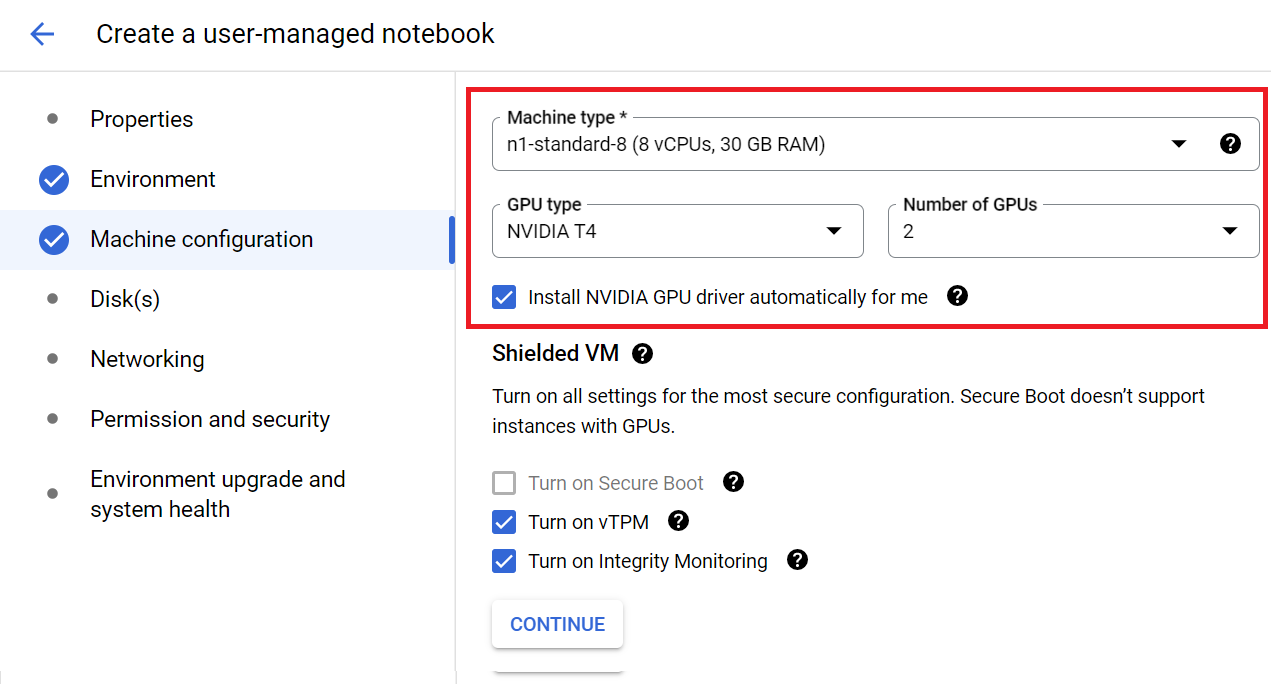 Create a user-managed notebook
Properties
Environment
Machine configuration
Disk(s)
Networking
Permission and security
Environment upgrade and
system health
Machine type *
n1-standard-8 (8 vCPUs, 30 GB RAM)
GPU type
NVIDIA T4
Number of GPUs
2
Install NVIDIA GPU driver automatically for me
Shielded VM
Turn on all settings for the most secure configuration. Secure Boot doesn’t support
instances with GPUs.
Turn on Secure Boot
Turn on vTPM
Turn on Integrity Monitoring
CONTINUE